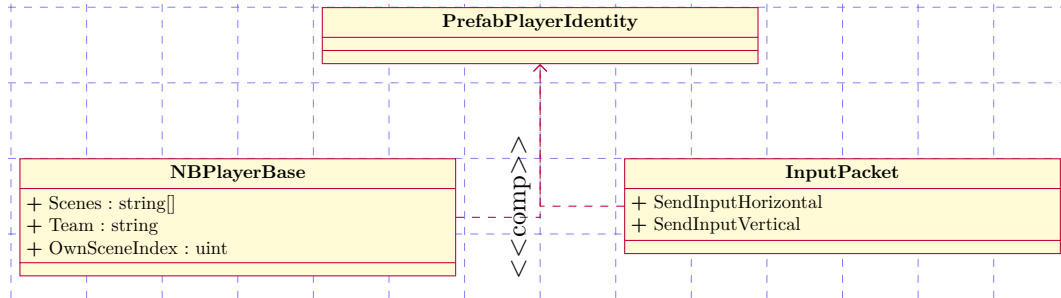 PrefabPlayerIdentity
NBPlayerBase
+ Scenes : string[]
+ Team : string
+ OwnSceneIndex : uint
<<comp>>
InputPacket
+ SendInputHorizontal
+ SendInputVertical